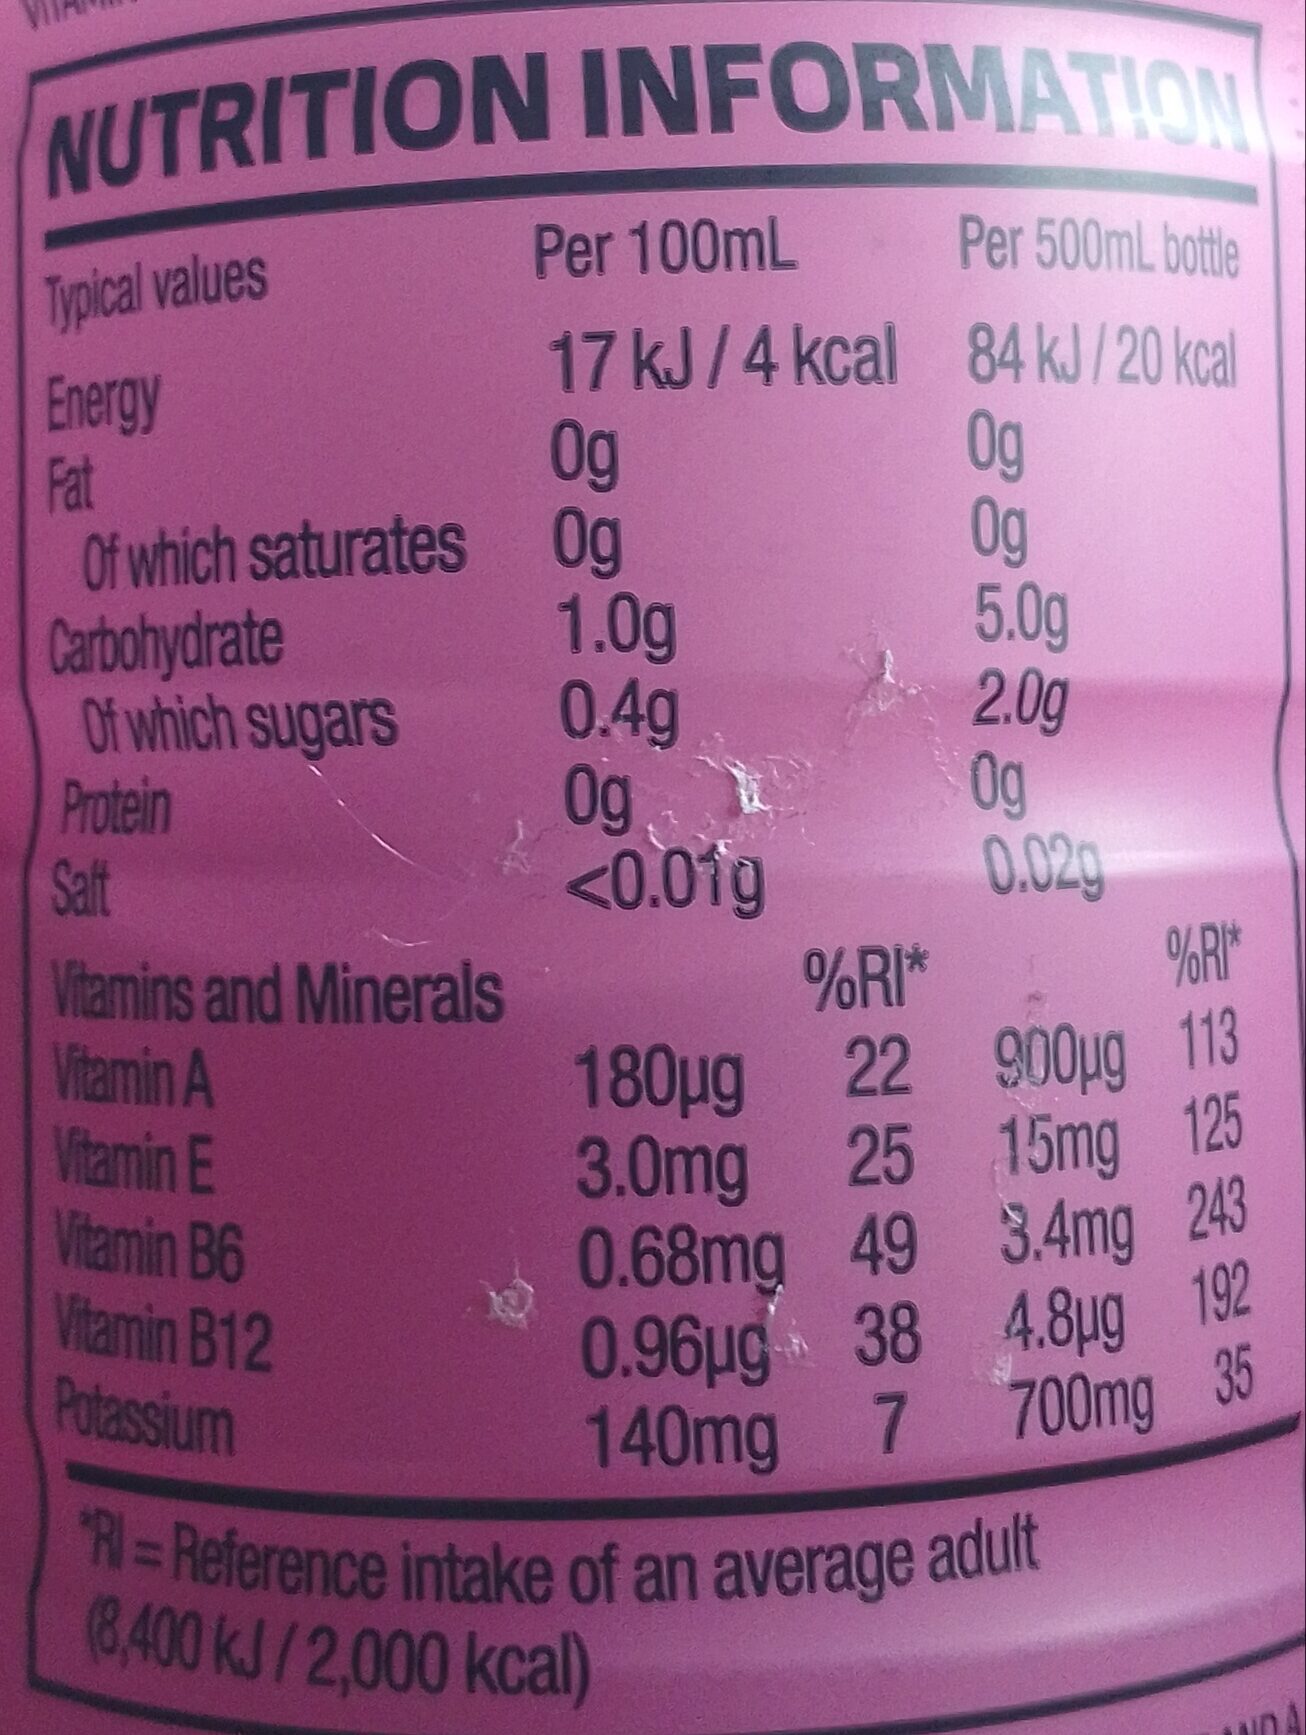 NUTRITION INFORMATION
Typical values Per 100mL Per 500mL bottle
Energy 17 kJ / 4 kcal 84 kJ / 20 kcal
Fat 0g 0g
Of which saturates 0g 0g
Carbohydrate 1.0g 5.0g
Of which sugars 0.4g 2.0g
Protein 0g 0g
Salt <0.01g 0.02g
Vitamins and Minerals %RI* %RI*
Vitamin A 180µg 22 900µg 113
Vitamin E 3.0mg 25 15mg 125
Vitamin B6 0.68mg 49 3.4mg 243
Vitamin B12 0.96µg 38 4.8µg 192
Potassium 140mg 7 700mg 35
*RI = Reference intake of an average adult
(8,400 kJ / 2,000 kcal)